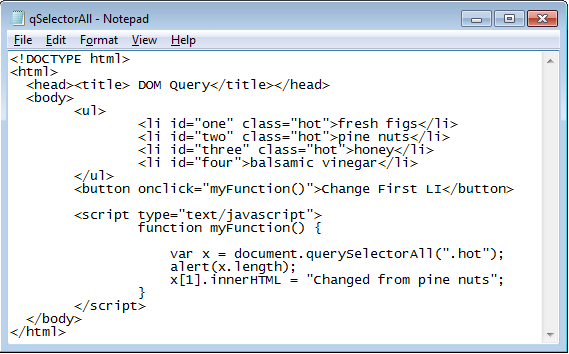 qSelectorAll - Notepad
File Edit Format View Help
<!DOCTYPE html>
<html>
  <head><title> DOM Query</title></head>
  <body>
        <ul>
                <li id="one" class="hot">fresh figs</li>
                <li id="two" class="hot">pine nuts</li>
                <li id="three" class="hot">honey</li>
                <li id="four">balsamic vinegar</li>
        </ul>
        <button onclick="myFunction()">Change First LI</button>

        <script type="text/javascript">
                function myFunction() {

                    var x = document.querySelectorAll(".hot");
                    alert(x.length);
                    x[1].innerHTML = "Changed from pine nuts";
                }
        </script>
  </body>
</html>